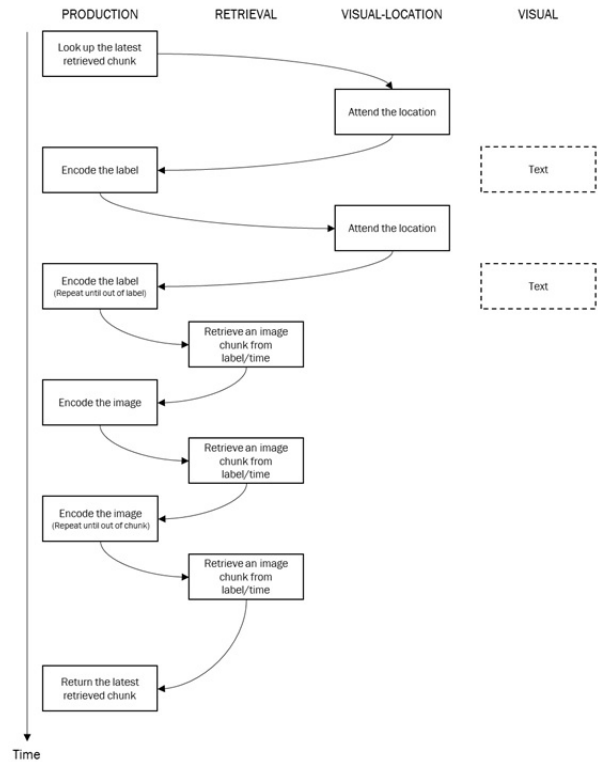 PRODUCTION RETRIEVAL VISUAL-LOCATION VISUAL
Look up the latest
retrieved chunk
Attend the location
Encode the label
Text
Attend the location
Encode the label
(Repeat until out of label)
Text
Retrieve an image
chunk from
label/time
Encode the image
Retrieve an image
chunk from
label/time
Encode the image
(Repeat until out of chunk)
Retrieve an image
chunk from
label/time
Return the latest
retrieved chunk
Time